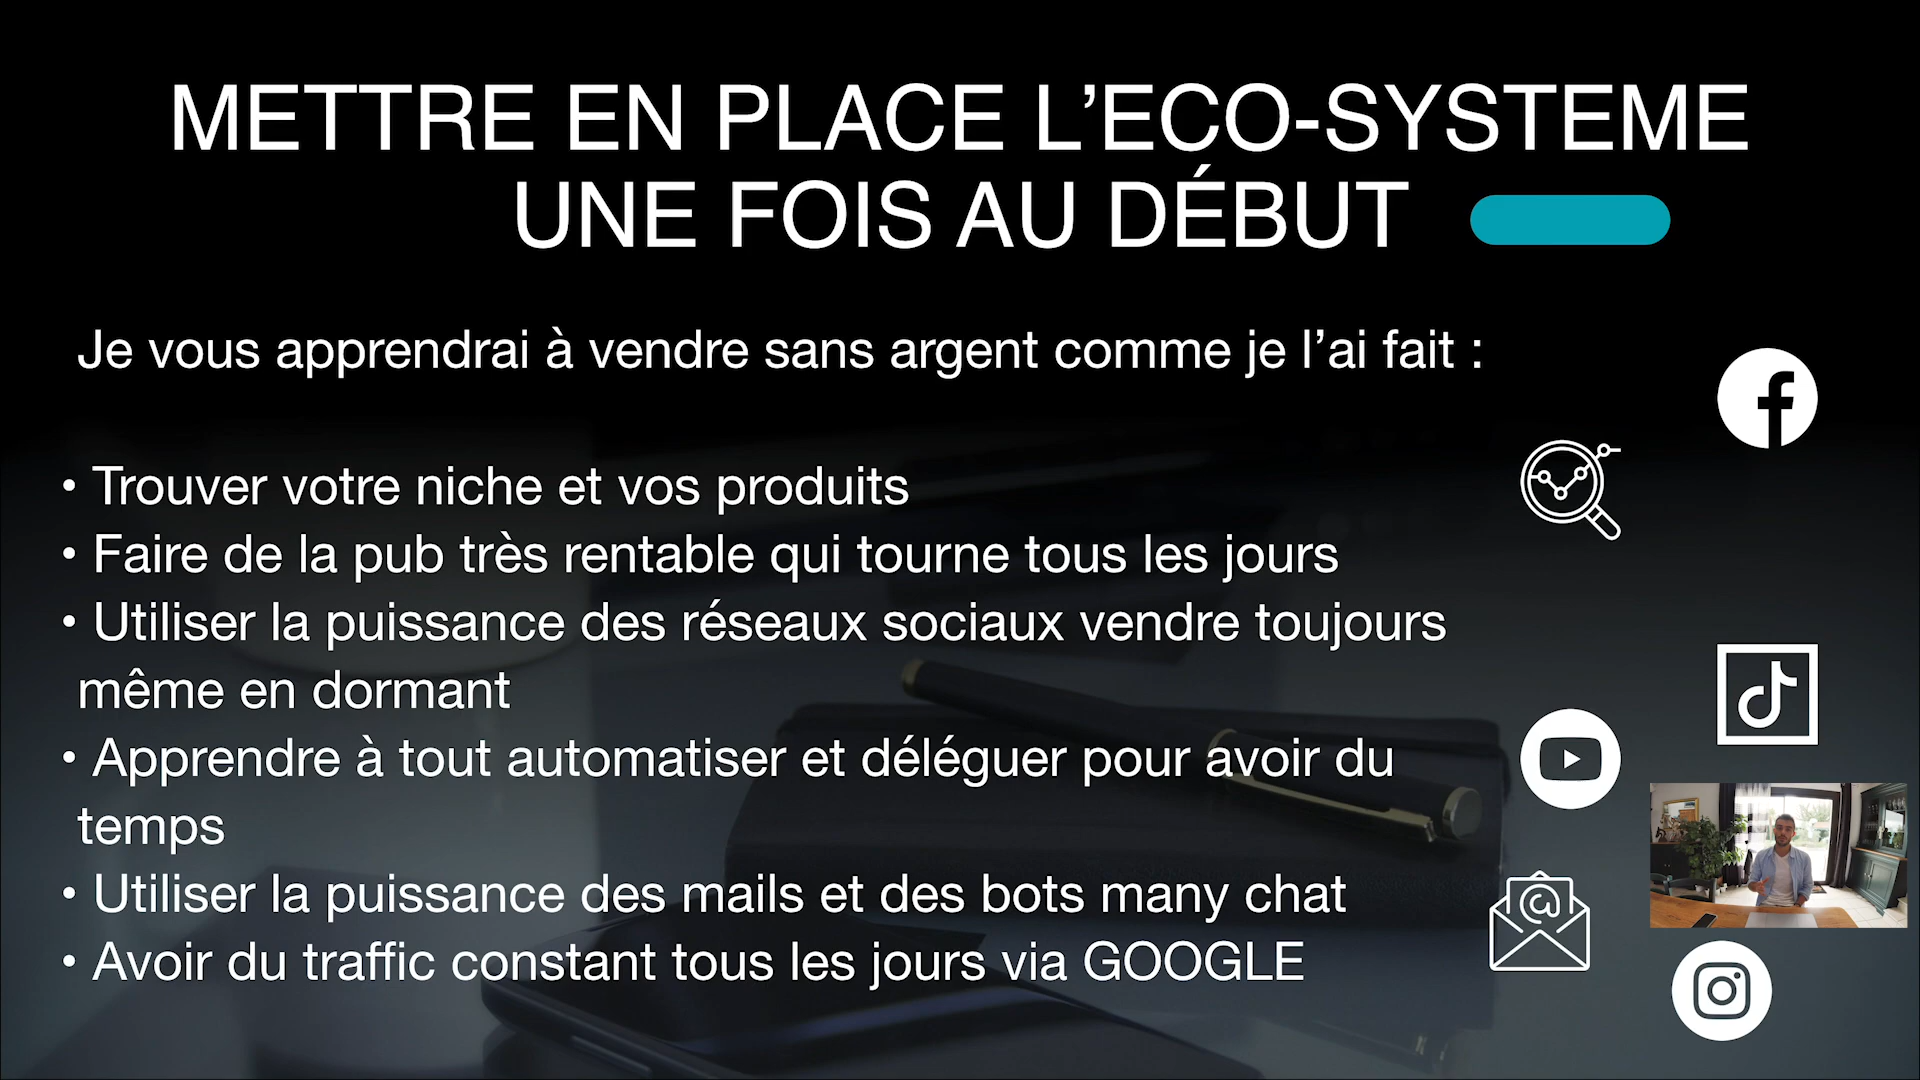 METTRE EN PLACE L’ECO-SYSTEME
UNE FOIS AU DÉBUT
Je vous apprendrai à vendre sans argent comme je l’ai fait :
• Trouver votre niche et vos produits
• Faire de la pub très rentable qui tourne tous les jours
• Utiliser la puissance des réseaux sociaux vendre toujours
même en dormant
• Apprendre à tout automatiser et déléguer pour avoir du
temps
• Utiliser la puissance des mails et des bots many chat
• Avoir du traffic constant tous les jours via GOOGLE